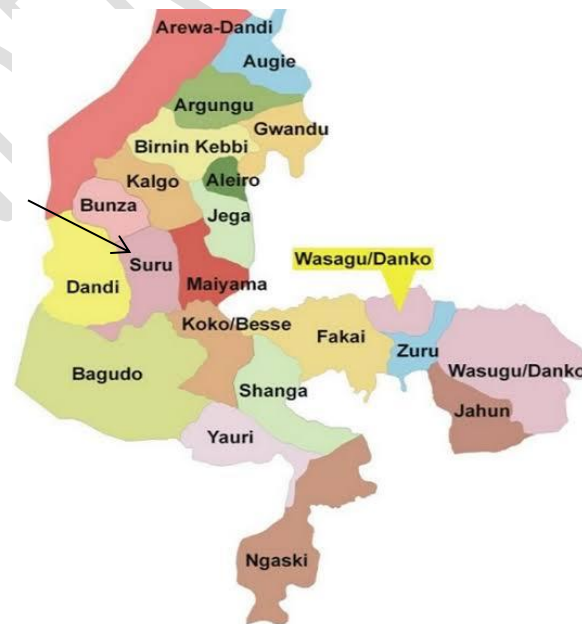 Arewa-Dandi
Augie
Argungu
Gwandu
Birnin Kebbi
Kalgo
Aleiro
Bunza
Jega
Suru
Dandi
Maiyama
Wasagu/Danko
Koko/Besse
Fakai
Zuru
Bagudo
Wasugu/Danko
Shanga
Jahun
Yauri
Ngaski